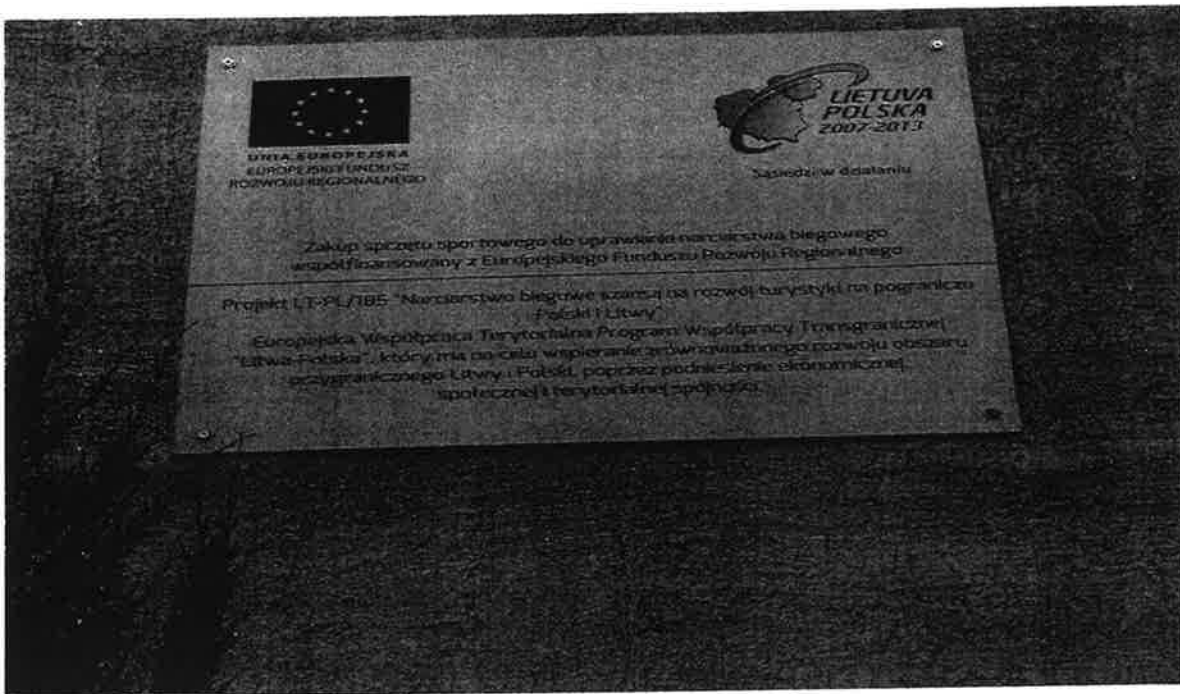 UNIA EUROPEJSKA
EUROPEJSKI FUNDUSZ
ROZWOJU REGIONALNEGO
LIETUVA
POLSKA
2007-2013
Sąsiedzi w działaniu
Zakup sprzętu sportowego do uprawiania narciarstwa biegowego
współfinansowany z Europejskiego Funduszu Rozwoju Regionalnego
Projekt LT-PL/185 "Narciarstwo biegowe szansą na rozwój turystyki na pograniczu
Polski i Litwy"
Europejska Współpraca Terytorialna Program Współpracy Transgranicznej
"Litwa-Polska", który ma na celu wspieranie zrównoważonego rozwoju obszaru
przygranicznego Litwy i Polski, poprzez podniesienie ekonomicznej,
społecznej i terytorialnej spójności.